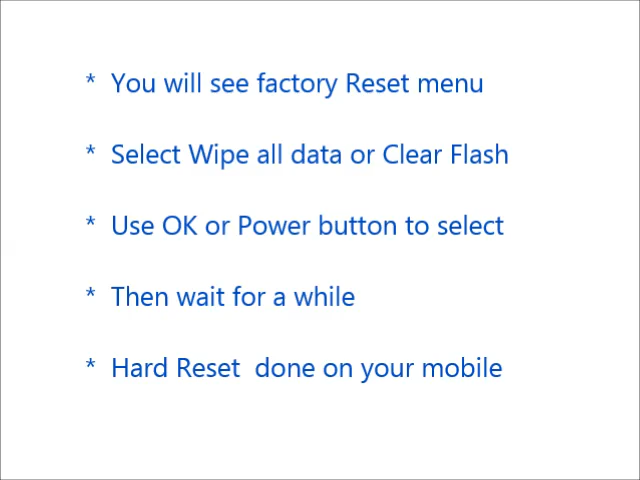 * You will see factory Reset menu
* Select Wipe all data or Clear Flash
* Use OK or Power button to select
* Then wait for a while
* Hard Reset  done on your mobile